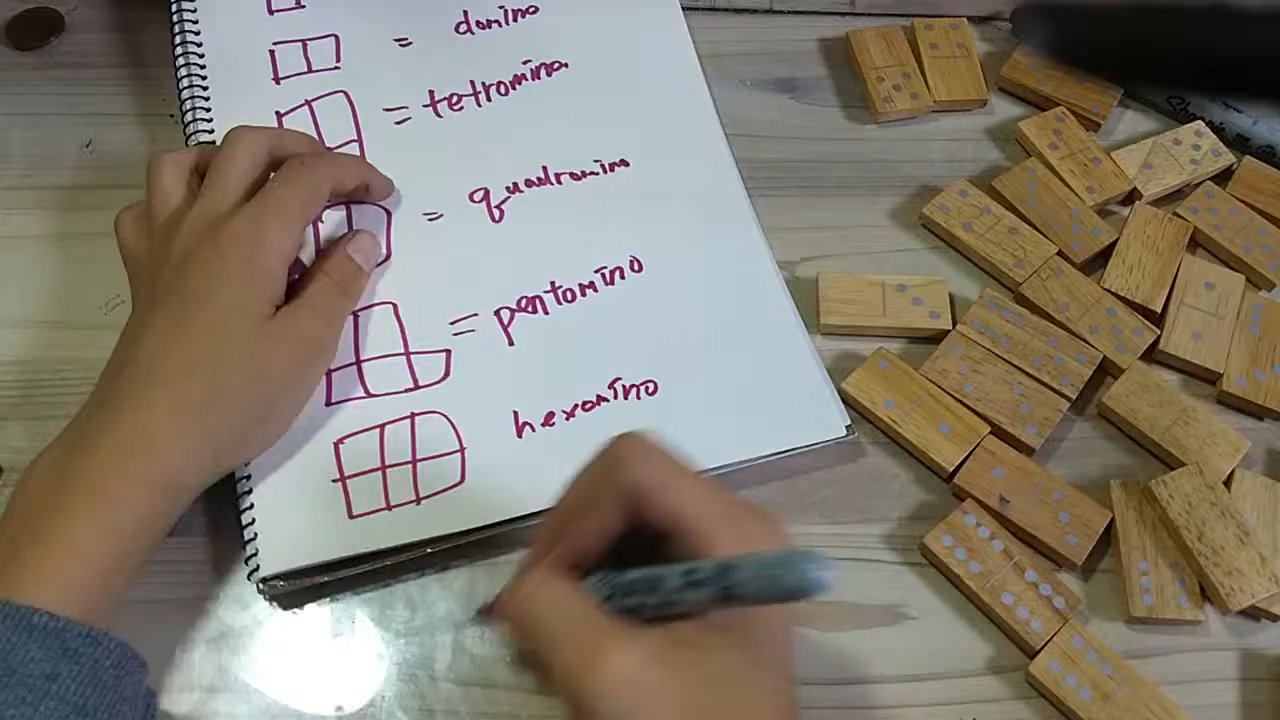 = domino
= tetromino
= quadromino
= pentomino
hexomino